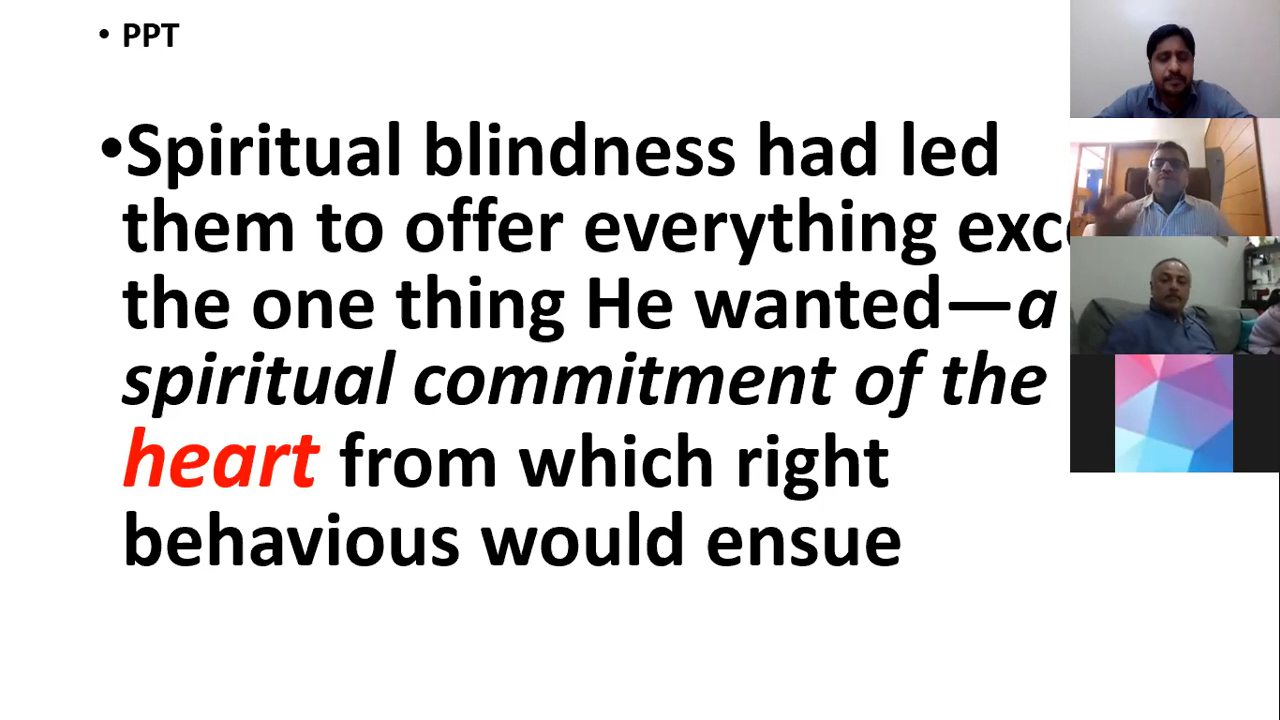 • PPT
•Spiritual blindness had led
them to offer everything
the one thing He wanted—a
spiritual commitment of the
heart from which right
behavious would ensue